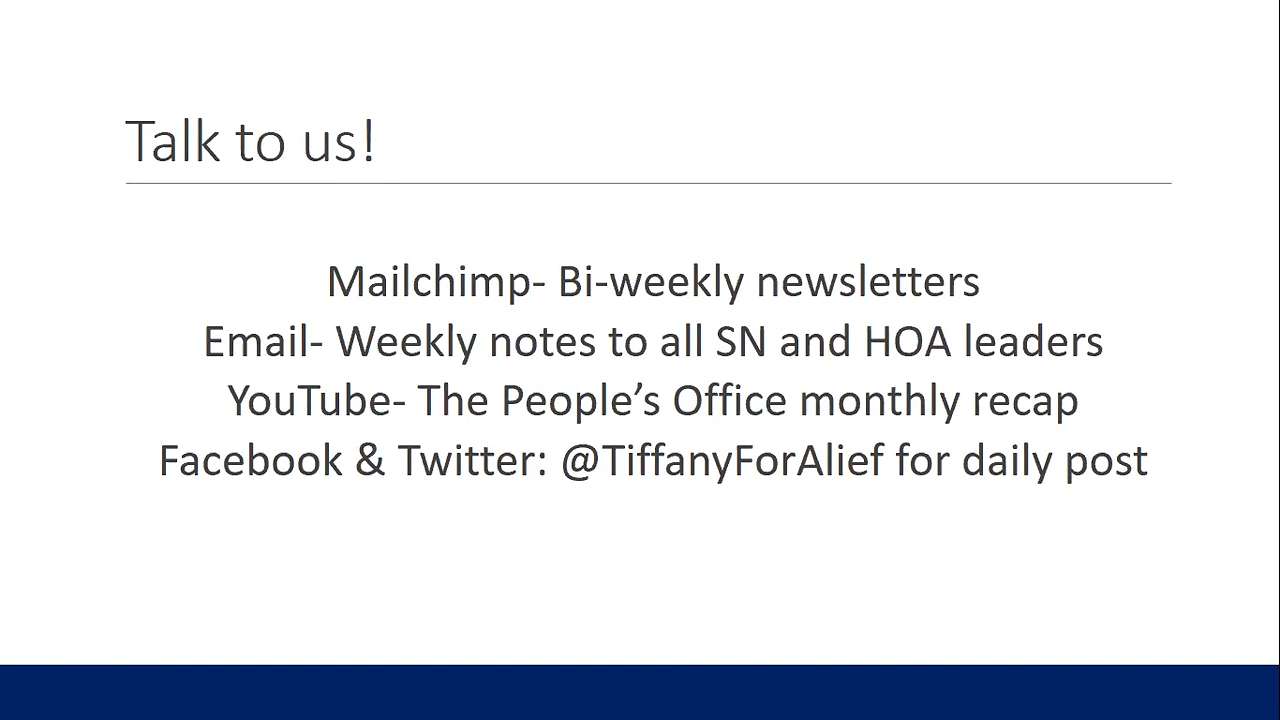 Talk to us!
Mailchimp- Bi-weekly newsletters
Email- Weekly notes to all SN and HOA leaders
YouTube- The People’s Office monthly recap
Facebook & Twitter: @TiffanyForAlief for daily post